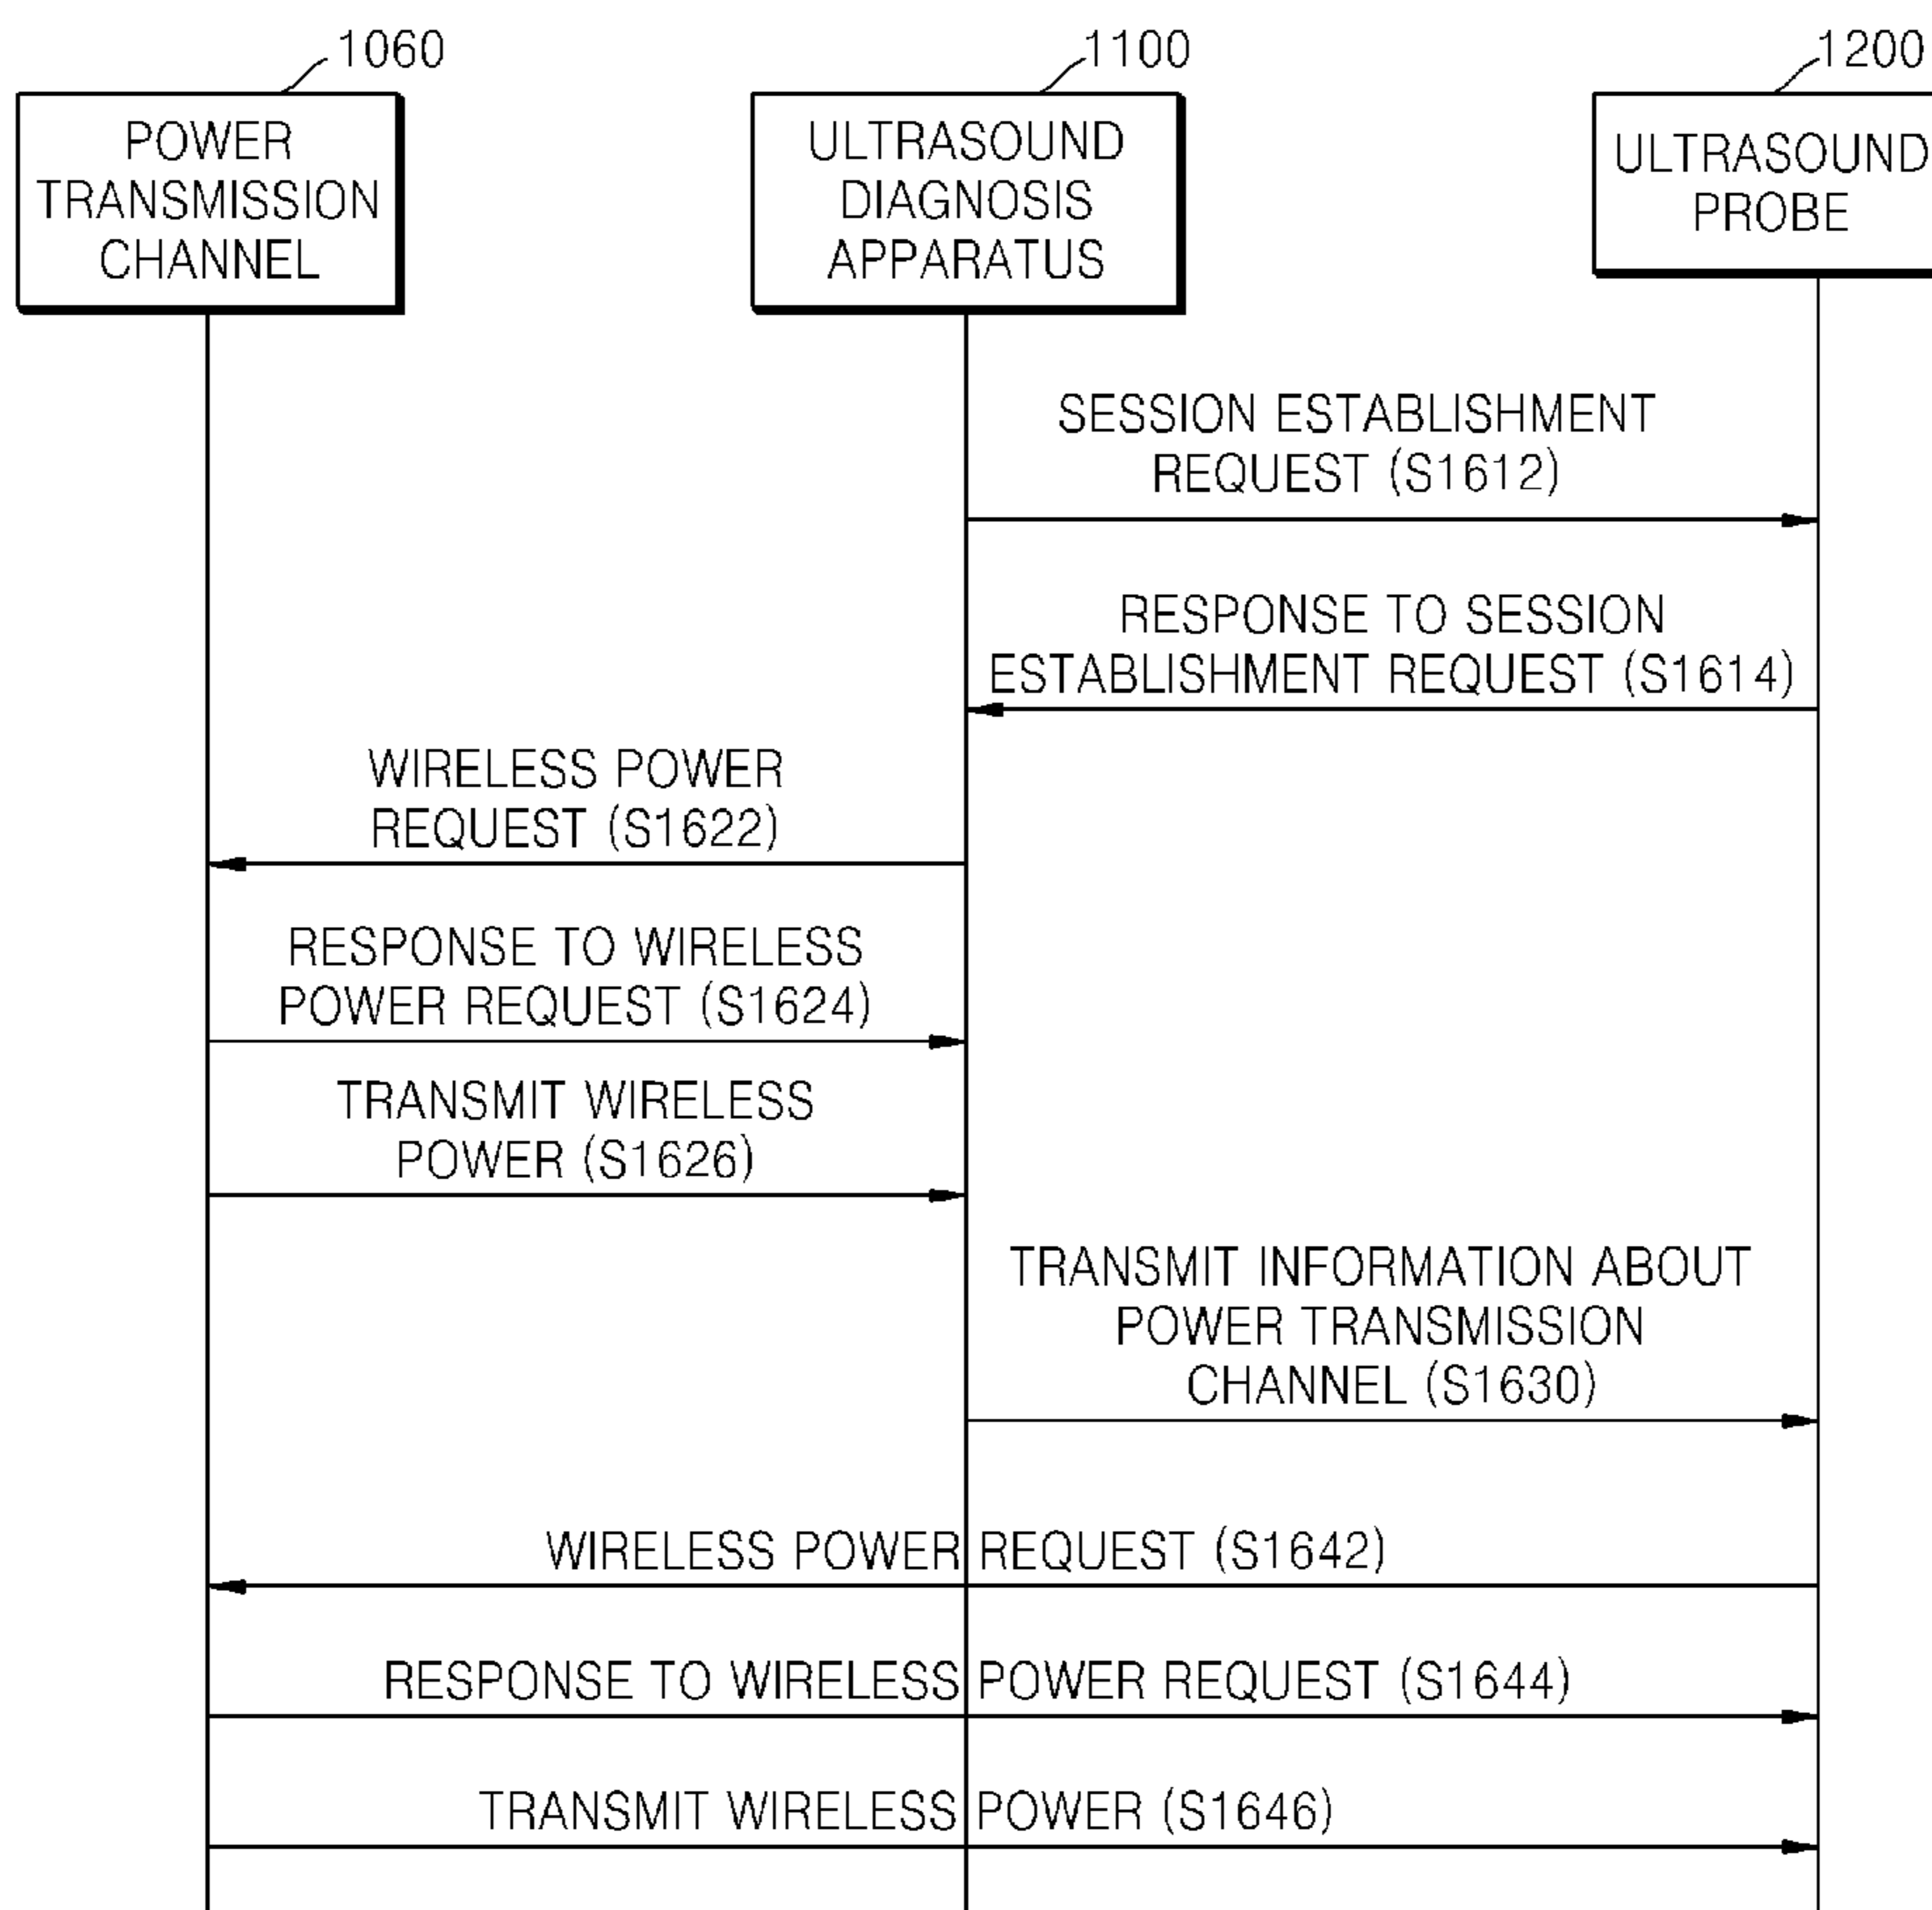 1060
1100
1200
POWER
TRANSMISSION
CHANNEL
ULTRASOUND
DIAGNOSIS
APPARATUS
ULTRASOUND
PROBE
SESSION ESTABLISHMENT
REQUEST (S1612)
RESPONSE TO SESSION
ESTABLISHMENT REQUEST (S1614)
WIRELESS POWER
REQUEST (S1622)
RESPONSE TO WIRELESS
POWER REQUEST (S1624)
TRANSMIT WIRELESS
POWER (S1626)
TRANSMIT INFORMATION ABOUT
POWER TRANSMISSION
CHANNEL (S1630)
WIRELESS POWER REQUEST (S1642)
RESPONSE TO WIRELESS POWER REQUEST (S1644)
TRANSMIT WIRELESS POWER (S1646)